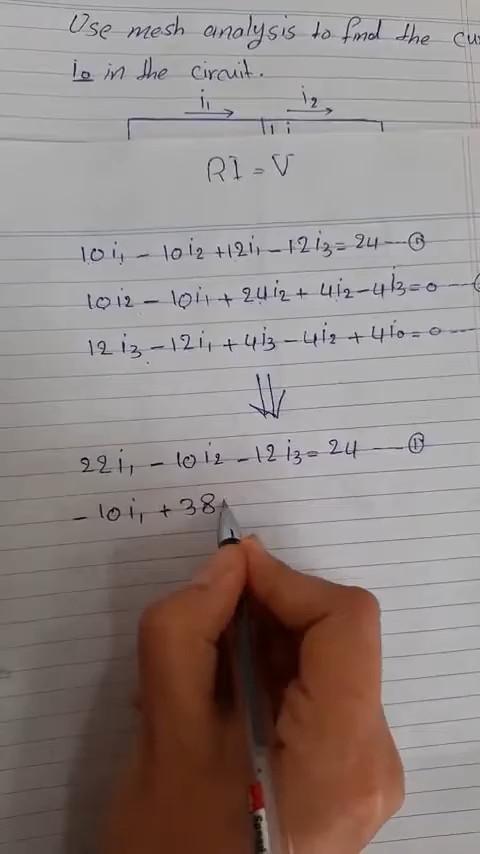 Use mesh analysis to find the
i₀ in the circuit.
i₁ i₂
i
RI = V
10i₁ - 10i₂ + 12i₁ - 12i₃ = 24 --- ①
10i₂ - 10i₁ + 24i₂ + 4i₂ - 4i₃ = 0 ---
12i₃ - 12i₁ + 4i₃ - 4i₂ + 4i₀ = 0 ---
⇓
22i₁ - 10i₂ - 12i₃ = 24 --- ①
- 10i₁ + 38